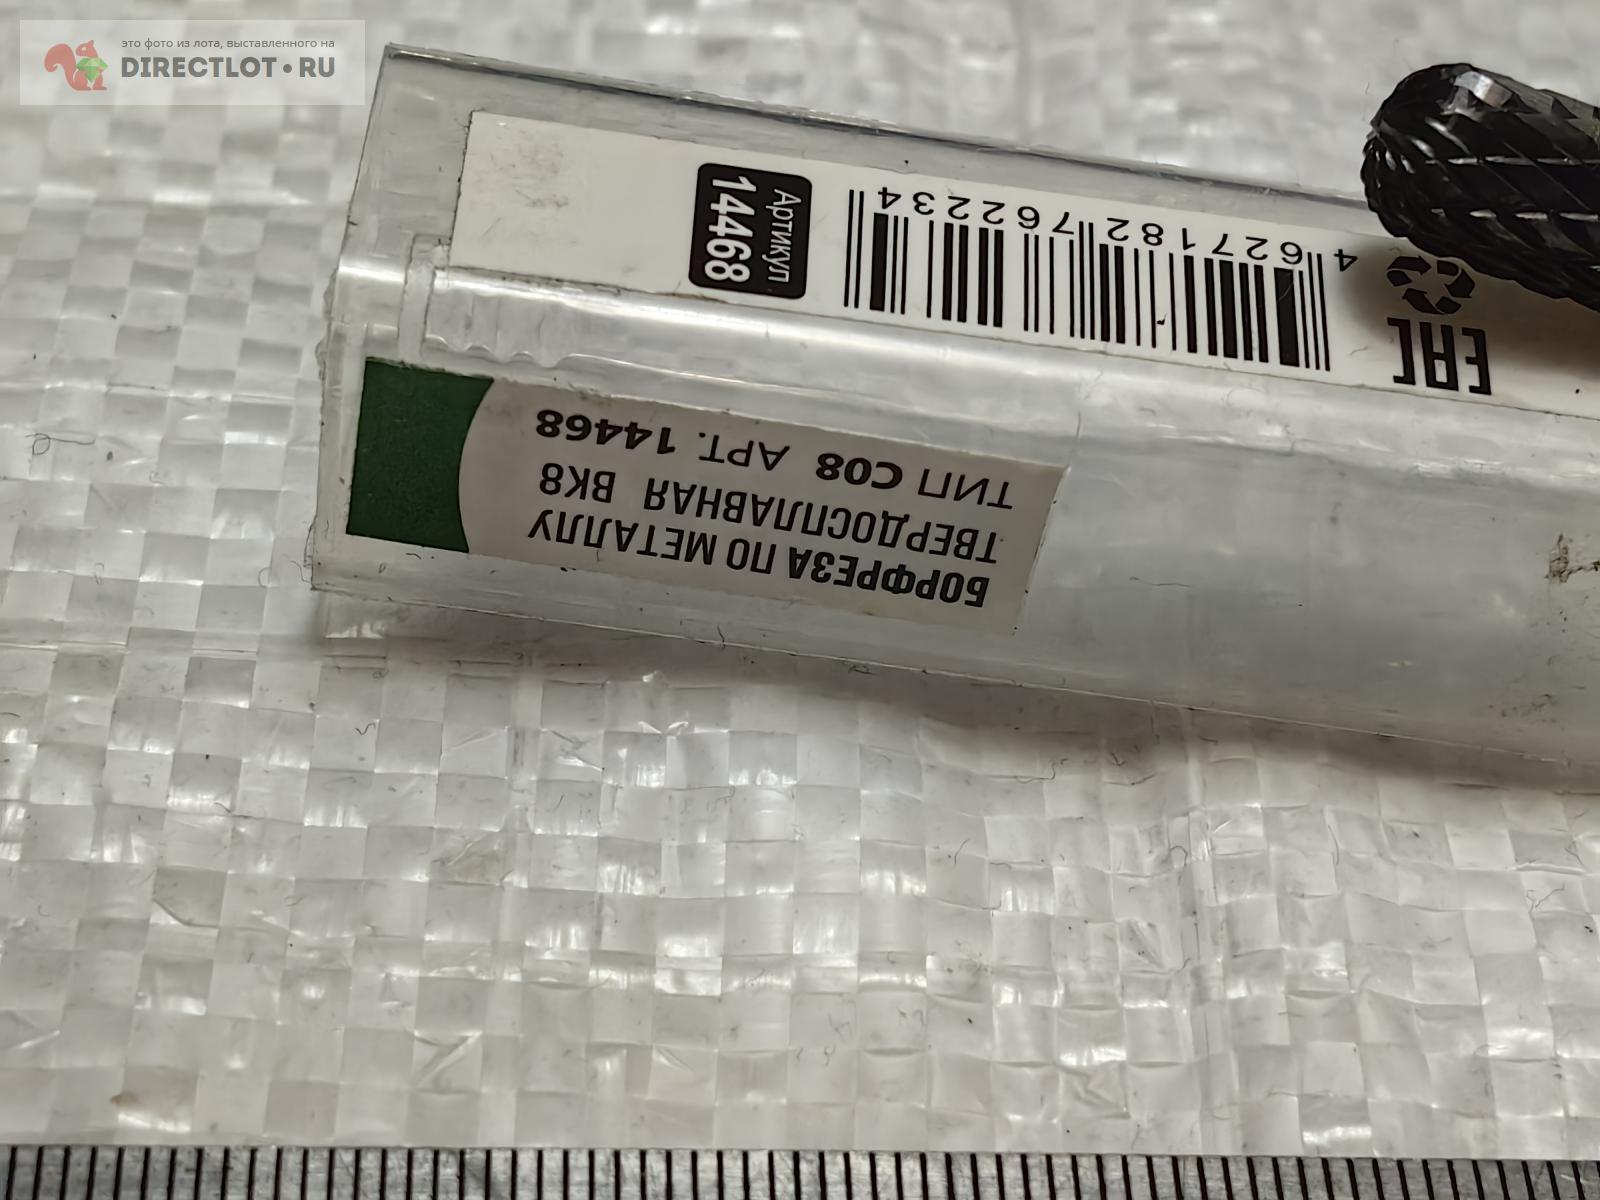 это фото из лота, выставленного на
DIRECTLOT•RU
Артикул
14468
4 627182 762234
EAC
БОРФРЕЗА ПО МЕТАЛЛУ
ТВЕРДОСПЛАВНАЯ ВК8
ТИП C08 АРТ. 14468